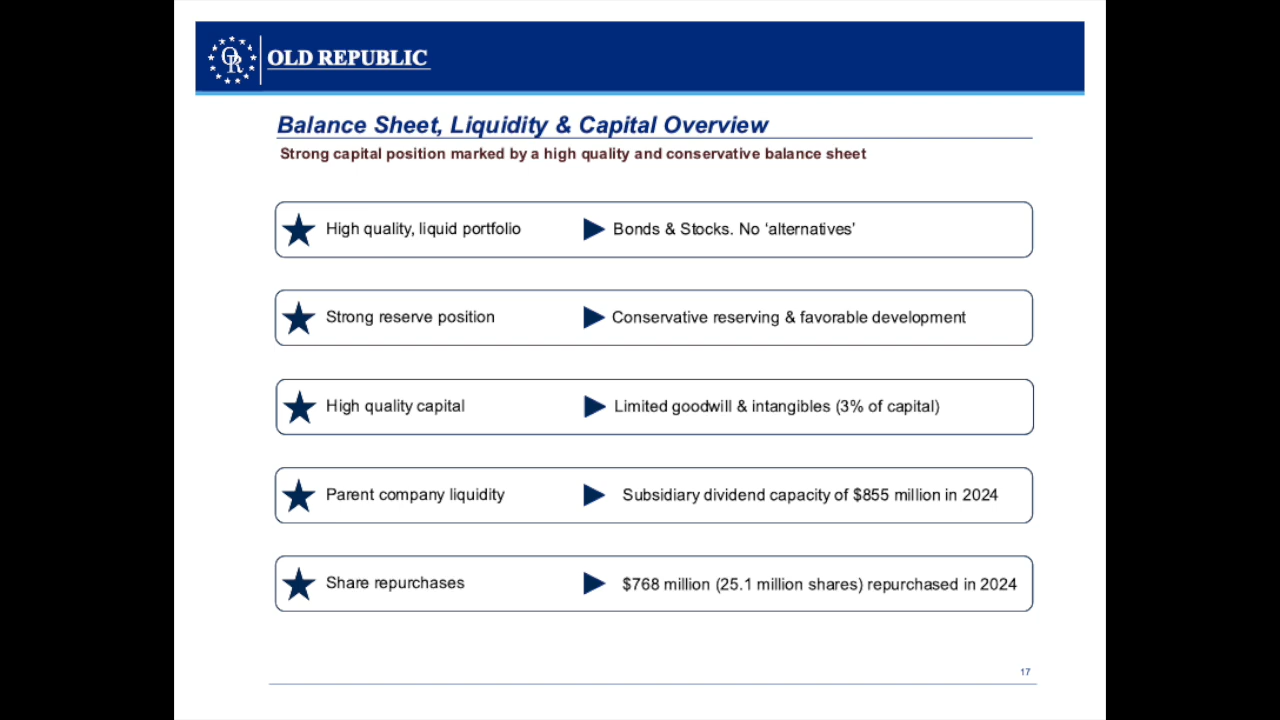 OLD REPUBLIC
Balance Sheet, Liquidity & Capital Overview
Strong capital position marked by a high quality and conservative balance sheet
High quality, liquid portfolio Bonds & Stocks. No ‘alternatives’
Strong reserve position Conservative reserving & favorable development
High quality capital Limited goodwill & intangibles (3% of capital)
Parent company liquidity Subsidiary dividend capacity of $855 million in 2024
Share repurchases $768 million (25.1 million shares) repurchased in 2024
17